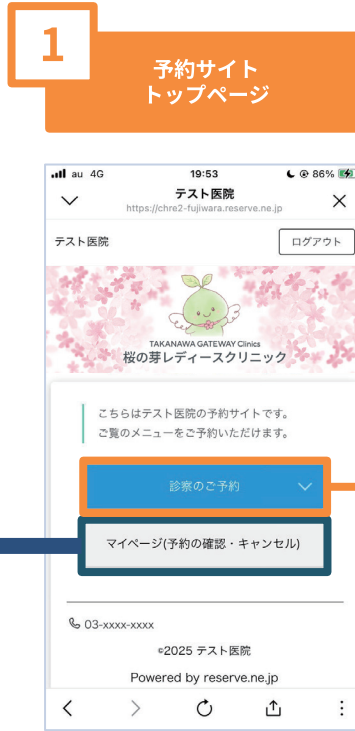 1
予約サイト
トップページ
au 4G 19:53 86%
テスト医院
https://chre2-fujiwara.reserve.ne.jp
テスト医院 ログアウト
TAKANAWA GATEWAY Clinics
桜の芽レディースクリニック
こちらはテスト医院の予約サイトです。
ご覧のメニューをご予約いただけます。
診察のご予約
マイページ(予約の確認・キャンセル)
03-xxxx-xxxx
©2025 テスト医院
Powered by reserve.ne.jp